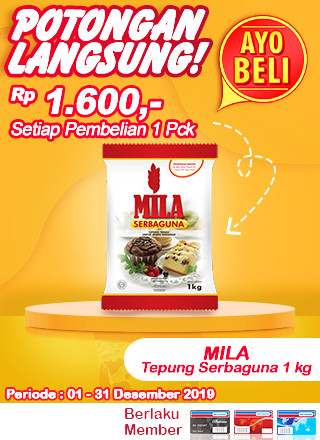 POTONGAN
LANGSUNG!
AYO
BELI
Rp 1.600,-
Setiap Pembelian 1 Pck
MILA
SERBAGUNA
1kg
MILA
Tepung Serbaguna 1 kg
Periode : 01 - 31 Desember 2019
Berlaku
Member